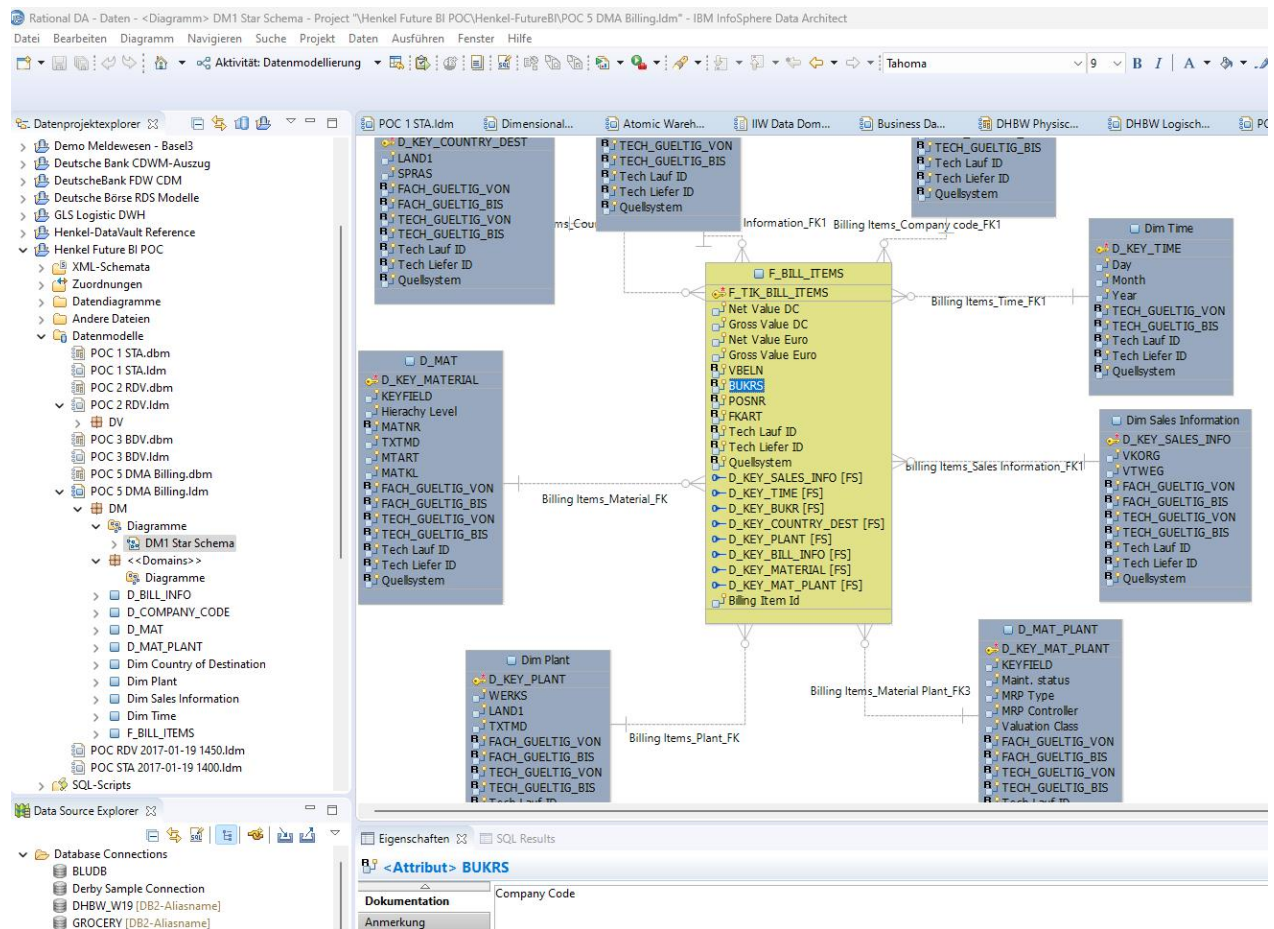 Rational DA - Daten - <Diagramm> DM1 Star Schema - Project "\Henkel Future BI POC\Henkel-FutureBI\POC 5 DMA Billing.ldm" - IBM InfoSphere Data Architect
Datei Bearbeiten Diagramm Navigieren Suche Projekt Daten Ausführen Fenster Hilfe
Aktivität: Datenmodellierung
Tahoma
9
B I A
Datenprojektexplorer
Demo Meldewesen - Basel3
Deutsche Bank CDWM-Auszug
DeutscheBank FDW CDM
Deutsche Börse RDS Modelle
GLS Logistic DWH
Henkel-DataVault Reference
Henkel Future BI POC
XML-Schemata
Zuordnungen
Datendiagramme
Andere Dateien
Datenmodelle
POC 1 STA.dbm
POC 1 STA.ldm
POC 2 RDV.dbm
POC 2 RDV.ldm
DV
POC 3 BDV.dbm
POC 3 BDV.ldm
POC 5 DMA Billing.dbm
POC 5 DMA Billing.ldm
DM
Diagramme
DM1 Star Schema
<<Domains>>
Diagramme
D_BILL_INFO
D_COMPANY_CODE
D_MAT
D_MAT_PLANT
Dim Country of Destination
Dim Plant
Dim Sales Information
Dim Time
F_BILL_ITEMS
POC RDV 2017-01-19 1450.ldm
POC STA 2017-01-19 1400.ldm
SQL-Scripts
Data Source Explorer
Database Connections
BLUDB
Derby Sample Connection
DHBW_W19 [DB2-Aliasname]
GROCERY [DB2-Aliasname]
POC 1 STA.ldm
Dimensional...
Atomic Wareh...
IIW Data Dom...
Business Da...
DHBW Physisc...
DHBW Logisch...
PC
D_KEY_COUNTRY_DEST
LAND1
SPRAS
FACH_GUELTIG_VON
FACH_GUELTIG_BIS
TECH_GUELTIG_VON
TECH_GUELTIG_BIS
Tech Lauf ID
Tech Liefer ID
Quellsystem
TECH_GUELTIG_VON
TECH_GUELTIG_BIS
Tech Lauf ID
Tech Liefer ID
Quellsystem
TECH_GUELTIG_VON
TECH_GUELTIG_BIS
Tech Lauf ID
Tech Liefer ID
Quellsystem
ms_Cou
Information_FK1
Billing Items_Company code_FK1
Dim Time
D_KEY_TIME
Day
Month
Year
TECH_GUELTIG_VON
TECH_GUELTIG_BIS
Tech Lauf ID
Tech Liefer ID
Quellsystem
F_BILL_ITEMS
F_TIK_BILL_ITEMS
Net Value DC
Gross Value DC
Net Value Euro
Gross Value Euro
VBELN
BUKRS
POSNR
FKART
Tech Lauf ID
Tech Liefer ID
Quellsystem
D_KEY_SALES_INFO [FS]
D_KEY_TIME [FS]
D_KEY_BUKR [FS]
D_KEY_COUNTRY_DEST [FS]
D_KEY_PLANT [FS]
D_KEY_BILL_INFO [FS]
D_KEY_MATERIAL [FS]
D_KEY_MAT_PLANT [FS]
Billing Item Id
Billing Items_Time_FK1
D_MAT
D_KEY_MATERIAL
KEYFIELD
Hierachy Level
MATNR
TXTMD
MTART
MATKL
FACH_GUELTIG_VON
FACH_GUELTIG_BIS
TECH_GUELTIG_VON
TECH_GUELTIG_BIS
Tech Lauf ID
Tech Liefer ID
Quellsystem
Billing Items_Material_FK
Dim Sales Information
D_KEY_SALES_INFO
VKORG
VTWEG
FACH_GUELTIG_VON
FACH_GUELTIG_BIS
TECH_GUELTIG_VON
TECH_GUELTIG_BIS
Tech Lauf ID
Tech Liefer ID
Quellsystem
Billing Items_Sales Information_FK1
Dim Plant
D_KEY_PLANT
WERKS
LAND1
TXTMD
FACH_GUELTIG_VON
FACH_GUELTIG_BIS
TECH_GUELTIG_VON
TECH_GUELTIG_BIS
Tech Lauf ID
Billing Items_Plant_FK
Billing Items_Material Plant_FK3
D_MAT_PLANT
D_KEY_MAT_PLANT
KEYFIELD
Maint. status
MRP Type
MRP Controller
Valuation Class
FACH_GUELTIG_VON
FACH_GUELTIG_BIS
TECH_GUELTIG_VON
TECH_GUELTIG_BIS
Tech Lauf ID
Eigenschaften
SQL Results
<Attribut> BUKRS
Dokumentation
Anmerkung
Company Code